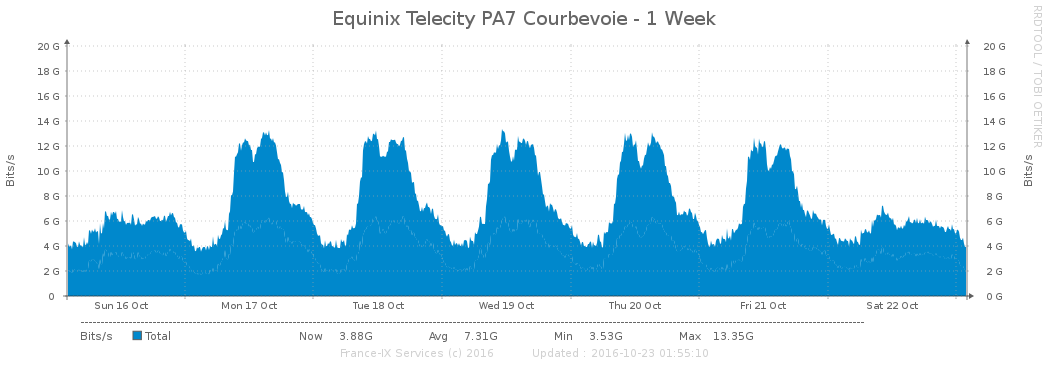 Equinix Telecity PA7 Courbevoie - 1 Week
RRDTOOL / TOBI OETIKER
20 G 20 G
18 G 18 G
16 G 16 G
14 G 14 G
12 G 12 G
10 G 10 G
8 G 8 G
6 G 6 G
4 G 4 G
2 G 2 G
0 0 G
Bits/s Bits/s
Sun 16 Oct Mon 17 Oct Tue 18 Oct Wed 19 Oct Thu 20 Oct Fri 21 Oct Sat 22 Oct
Bits/s Total Now 3.88G Avg 7.31G Min 3.53G Max 13.35G
France-IX Services (c) 2016 Updated : 2016-10-23 01:55:10